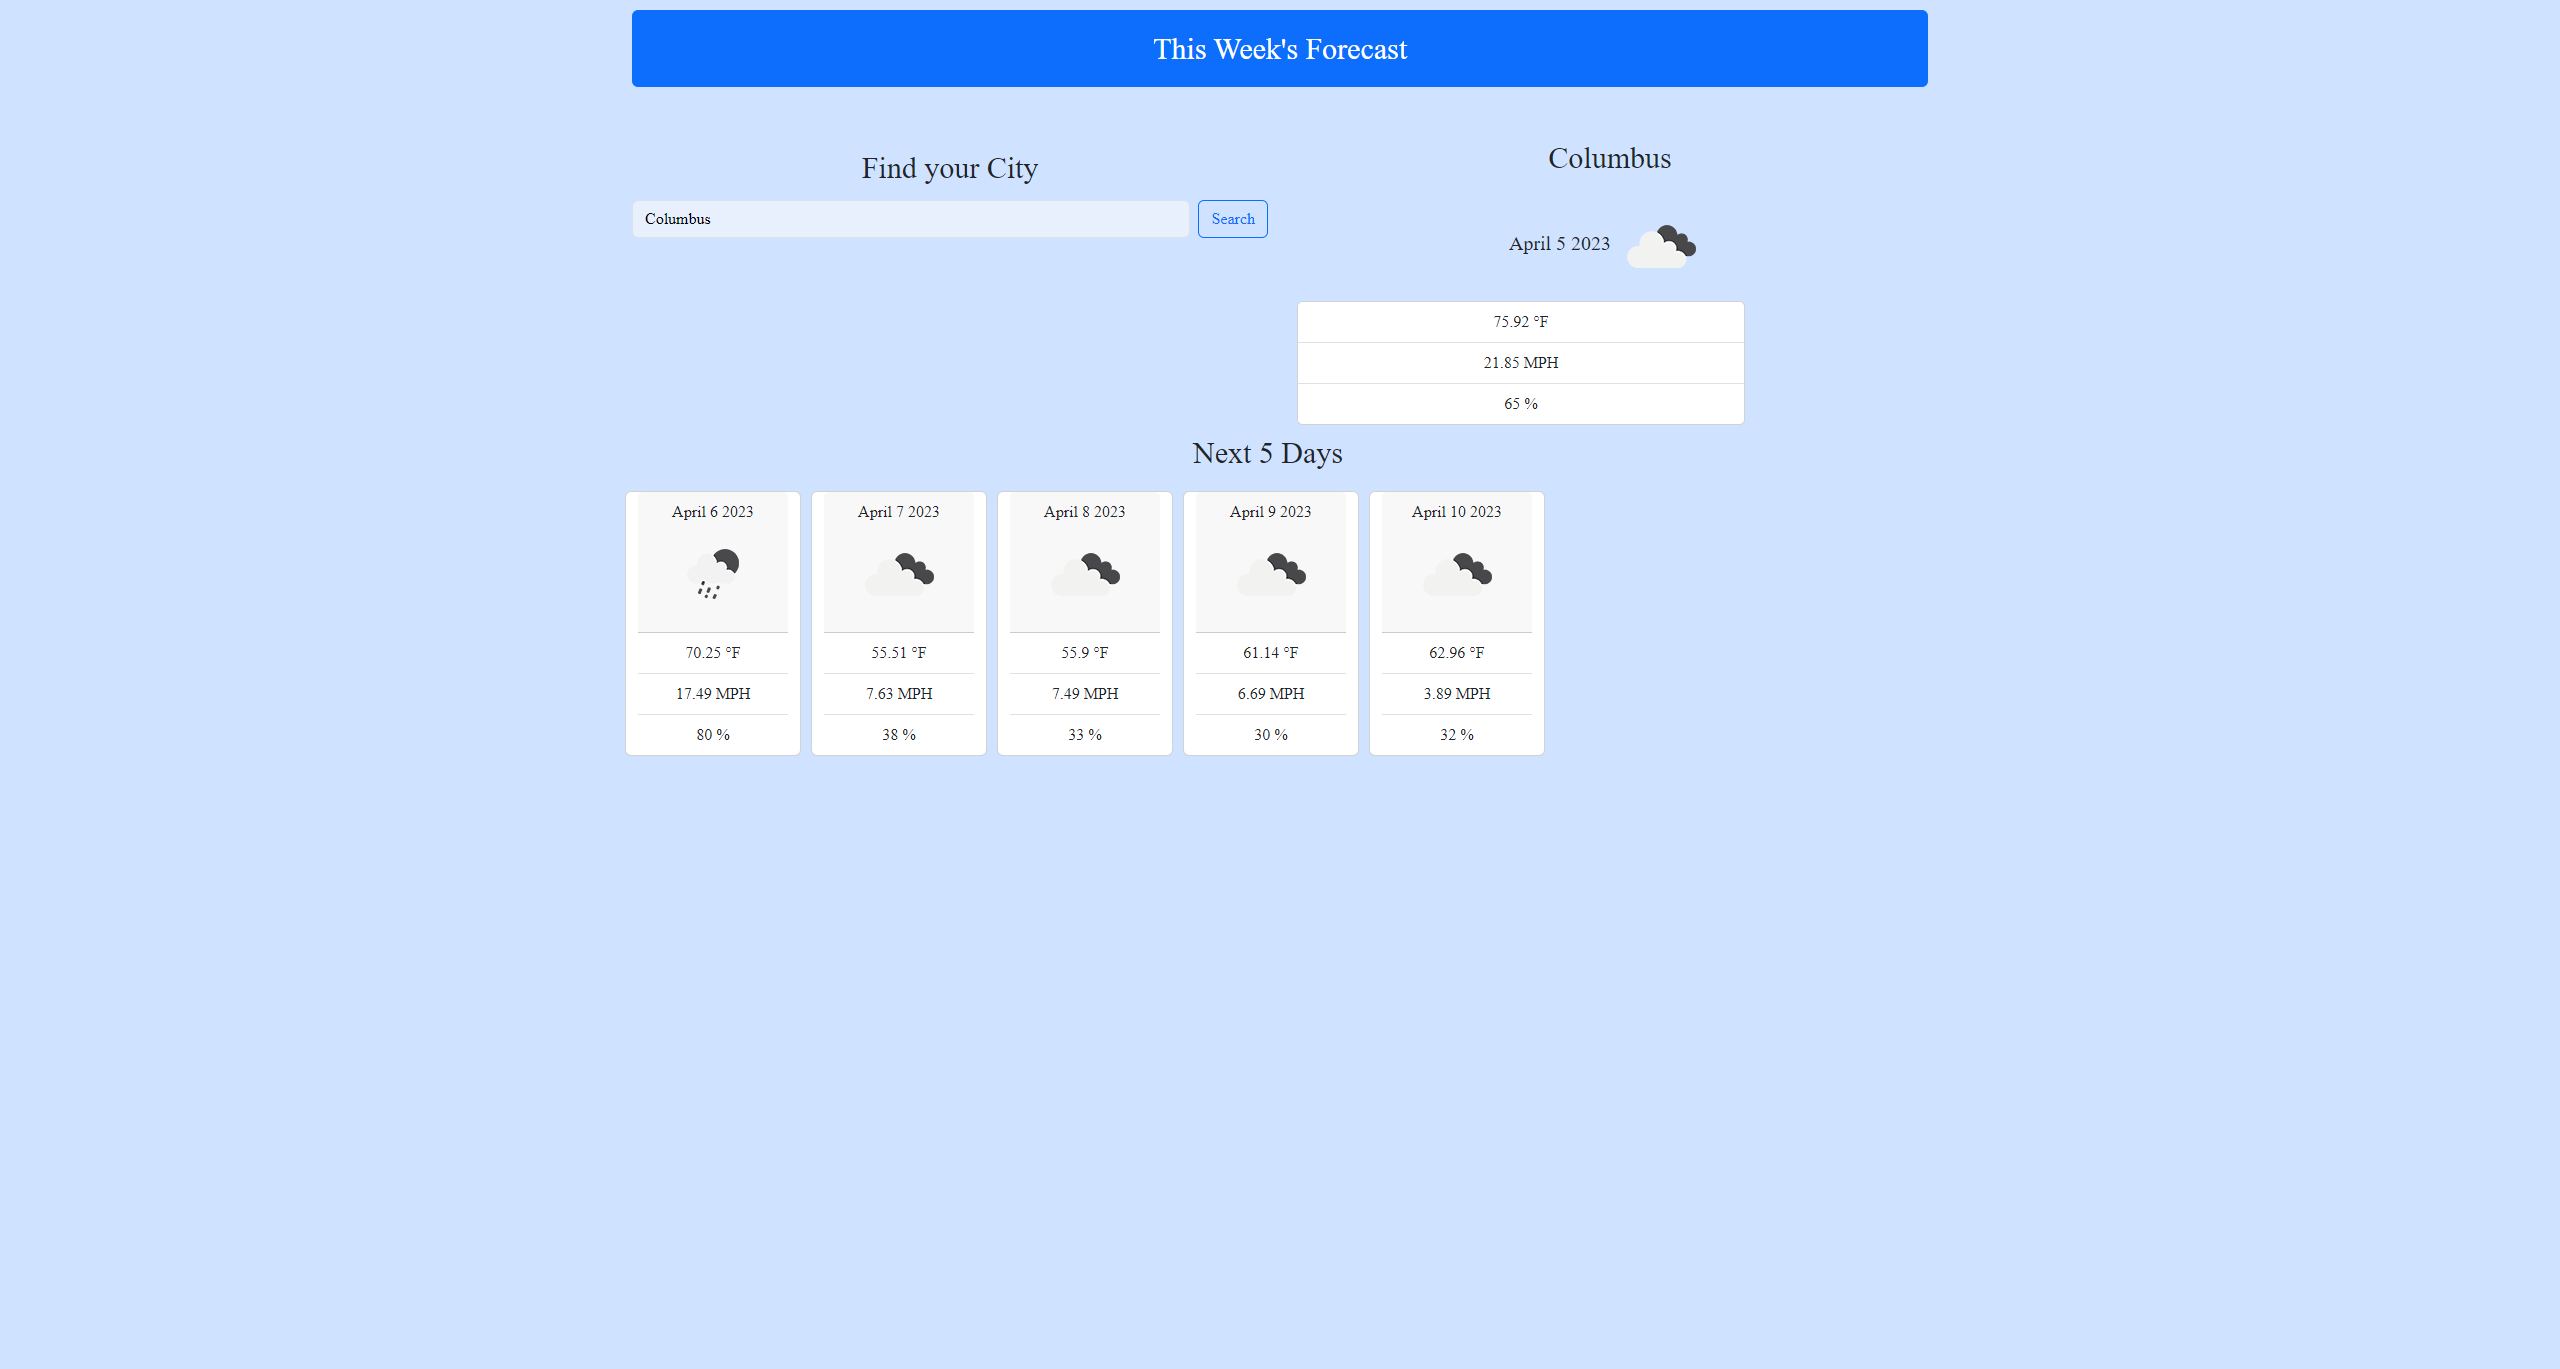 This Week's Forecast
Find your City
Columbus
Search
Columbus
April 5 2023
75.92 °F
21.85 MPH
65 %
Next 5 Days
April 6 2023
70.25 °F
17.49 MPH
80 %
April 7 2023
55.51 °F
7.63 MPH
38 %
April 8 2023
55.9 °F
7.49 MPH
33 %
April 9 2023
61.14 °F
6.69 MPH
30 %
April 10 2023
62.96 °F
3.89 MPH
32 %